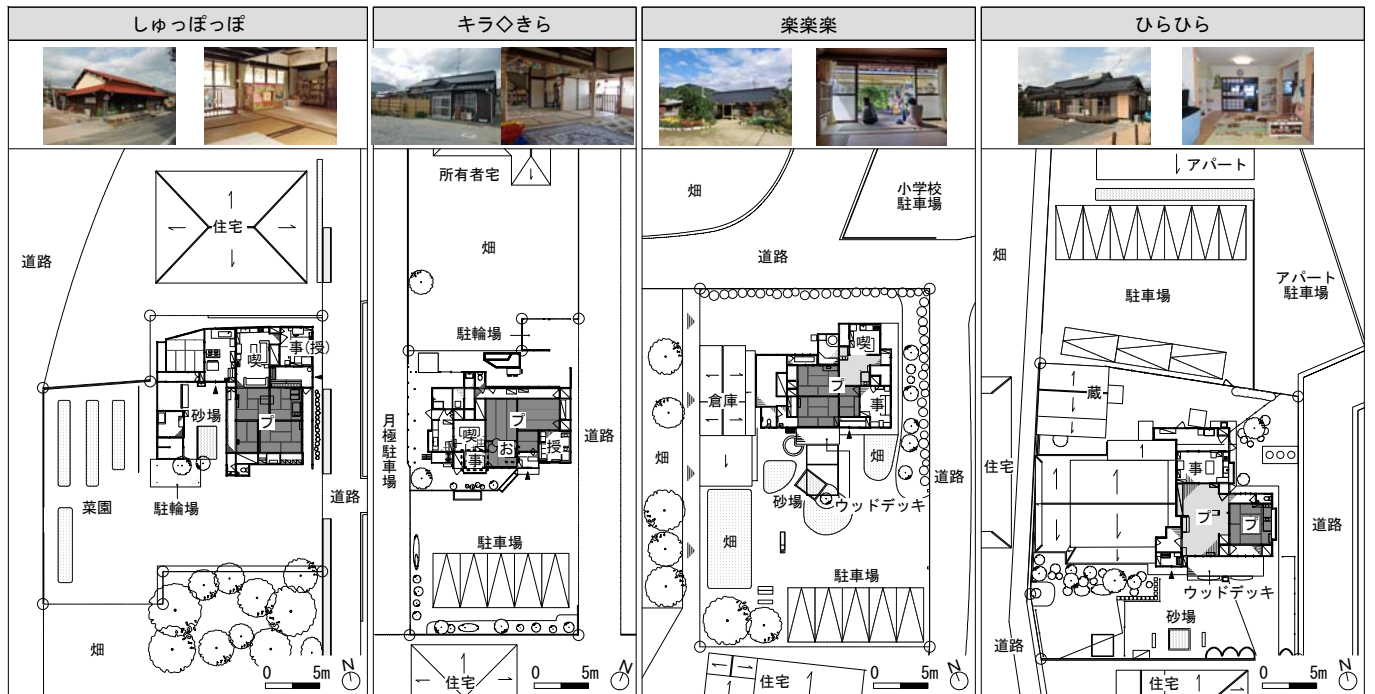 しゅっぽっぽ
キラ◇きら
楽楽楽
ひらひら
道路
住宅
喫
事(授)
プ
砂場
菜園
駐輪場
道路
畑
0 5m
N
所有者宅
畑
駐輪場
月極駐車場
喫
事
お
プ
授
道路
駐車場
住宅
0 5m
N
畑
小学校
駐車場
道路
倉庫
喫
プ
事
畑
畑
砂場
ウッドデッキ
道路
畑
駐車場
住宅
0 5m
N
アパート
畑
駐車場
アパート
駐車場
蔵
住宅
事
プ
プ
道路
ウッドデッキ
砂場
道路
住宅
0 5m
N